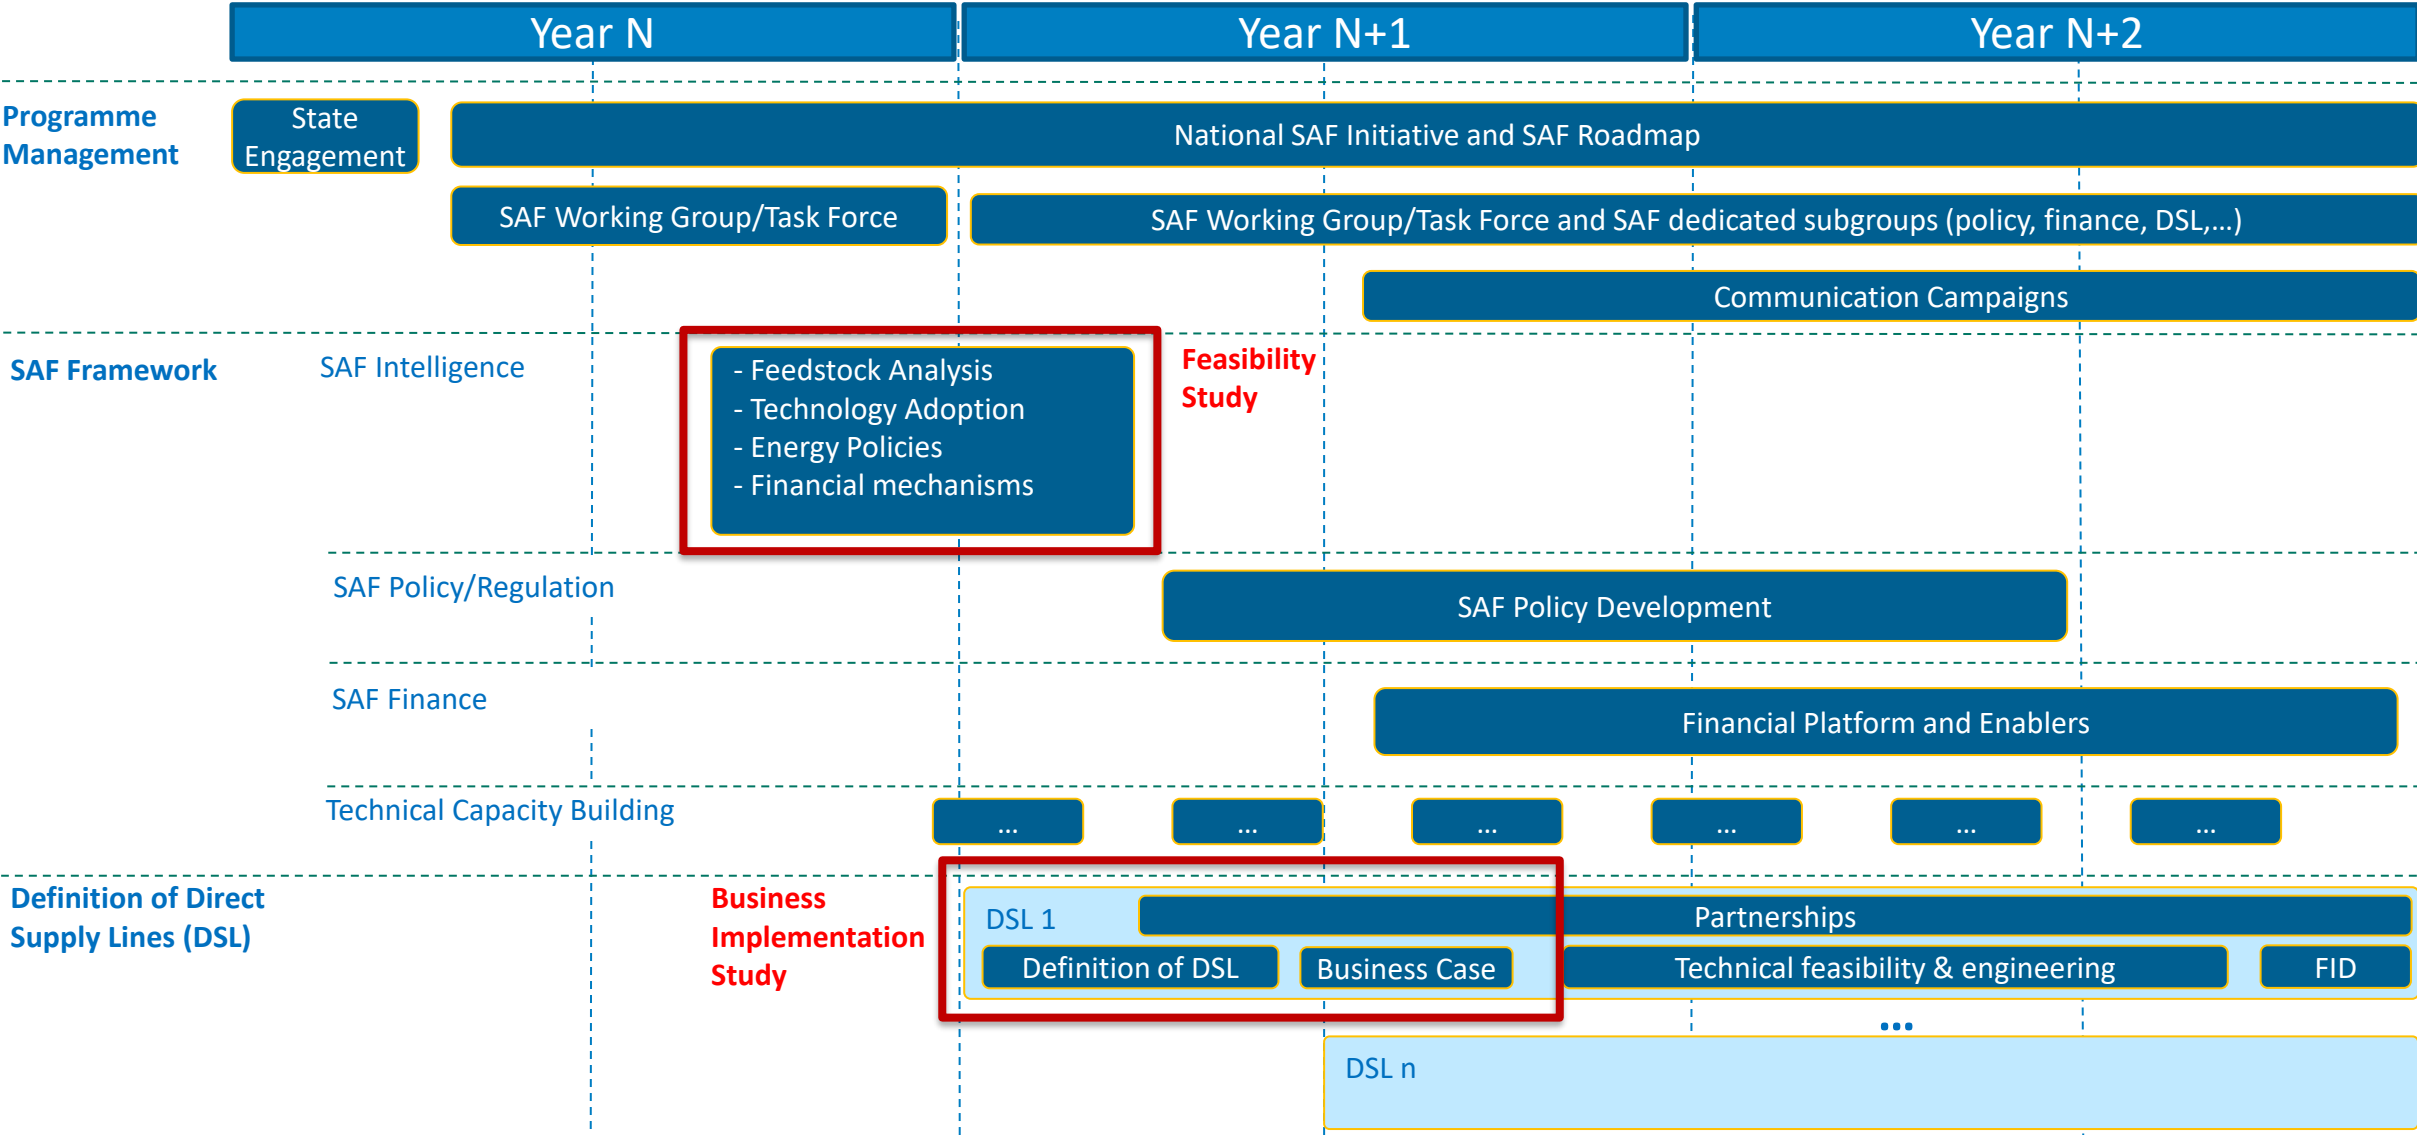 Year N
Year N+1
Year N+2
Programme
Management
State
Engagement
National SAF Initiative and SAF Roadmap
SAF Working Group/Task Force
SAF Working Group/Task Force and SAF dedicated subgroups (policy, finance, DSL,...)
Communication Campaigns
SAF Framework
SAF Intelligence
- Feedstock Analysis
- Technology Adoption
- Energy Policies
- Financial mechanisms
Feasibility
Study
SAF Policy/Regulation
SAF Policy Development
SAF Finance
Financial Platform and Enablers
Technical Capacity Building
...
...
...
...
...
...
Definition of Direct
Supply Lines (DSL)
Business
Implementation
Study
DSL 1
Partnerships
Definition of DSL
Business Case
Technical feasibility & engineering
FID
...
DSL n